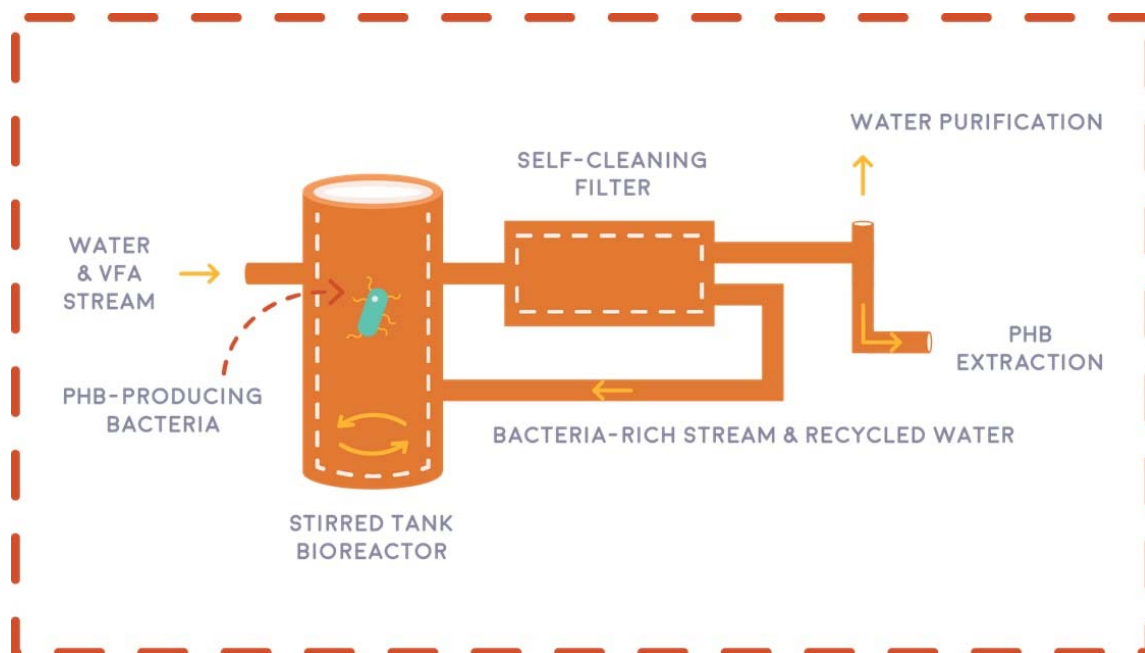 WATER PURIFICATION
SELF-CLEANING
FILTER
WATER
& VFA
STREAM
PHB
EXTRACTION
PHB-PRODUCING
BACTERIA
BACTERIA-RICH STREAM & RECYCLED WATER
STIRRED TANK
BIOREACTOR